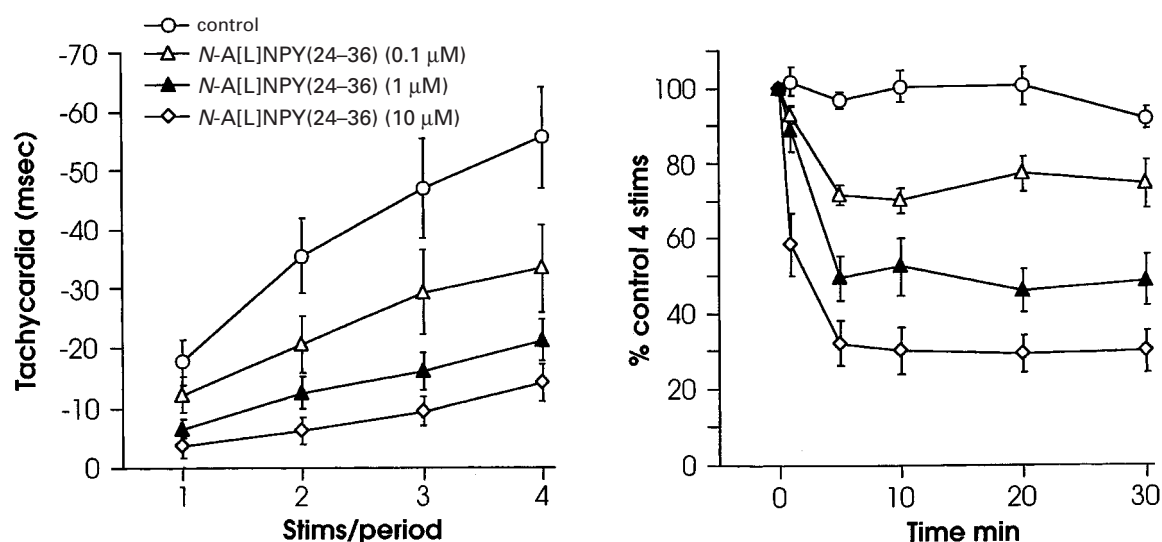 control
N-A[L]NPY(24–36) (0.1 μM)
N-A[L]NPY(24–36) (1 μM)
N-A[L]NPY(24–36) (10 μM)
Tachycardia (msec)
-70
-60
-50
-40
-30
-20
-10
0
1 2 3 4
Stims/period
% control 4 stims
100
80
60
40
20
0
0 10 20 30
Time min